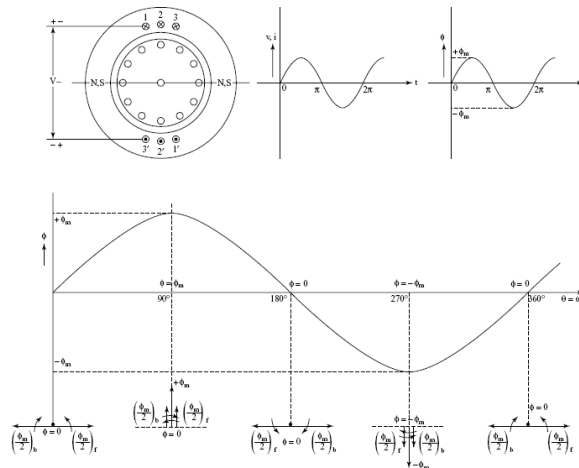 1 2 3
+ −
v, i
ϕ
+ϕm
V~
N,S
N,S
0 π 2π t
0 π 2π t
− +
3′ 2′ 1′
−ϕm
+ϕm
ϕ
ϕ = ϕm
ϕ = 0
ϕ = −ϕm
ϕ = 0
90° 180° 270° 360° θ =
−ϕm
+ϕm
ϕ = 0
(ϕm/2)b
(ϕm/2)f
(ϕm/2)b
(ϕm/2)f
ϕ = 0
ϕ = 0
(ϕm/2)f
(ϕm/2)b
ϕ = −ϕm
ϕ = 0
(ϕm/2)f
(ϕm/2)b
−ϕm
ϕ = 0
(ϕm/2)b
(ϕm/2)f